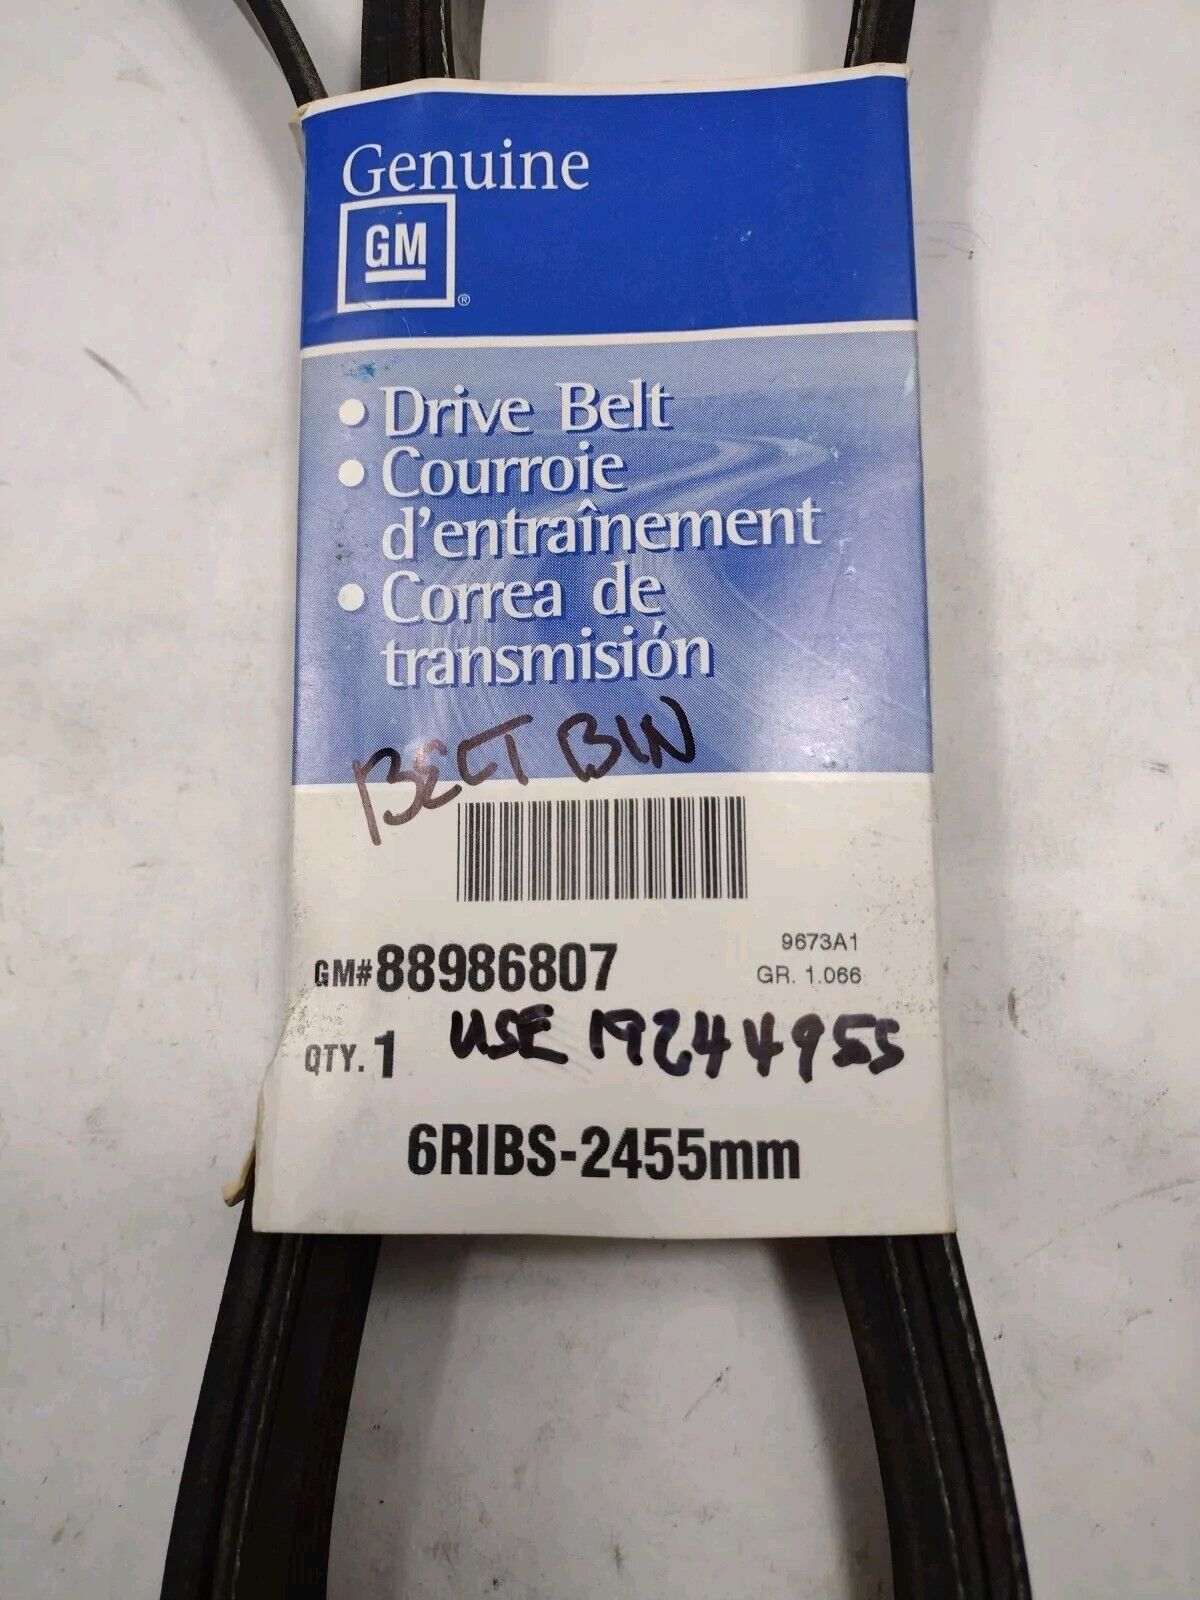 Genuine
GM
®
• Drive Belt
• Courroie
d'entraînement
• Correa de
transmisión
BELT BIN
GM#88986807
9673A1
GR. 1.066
QTY. 1
USE 19244955
6RIBS-2455mm